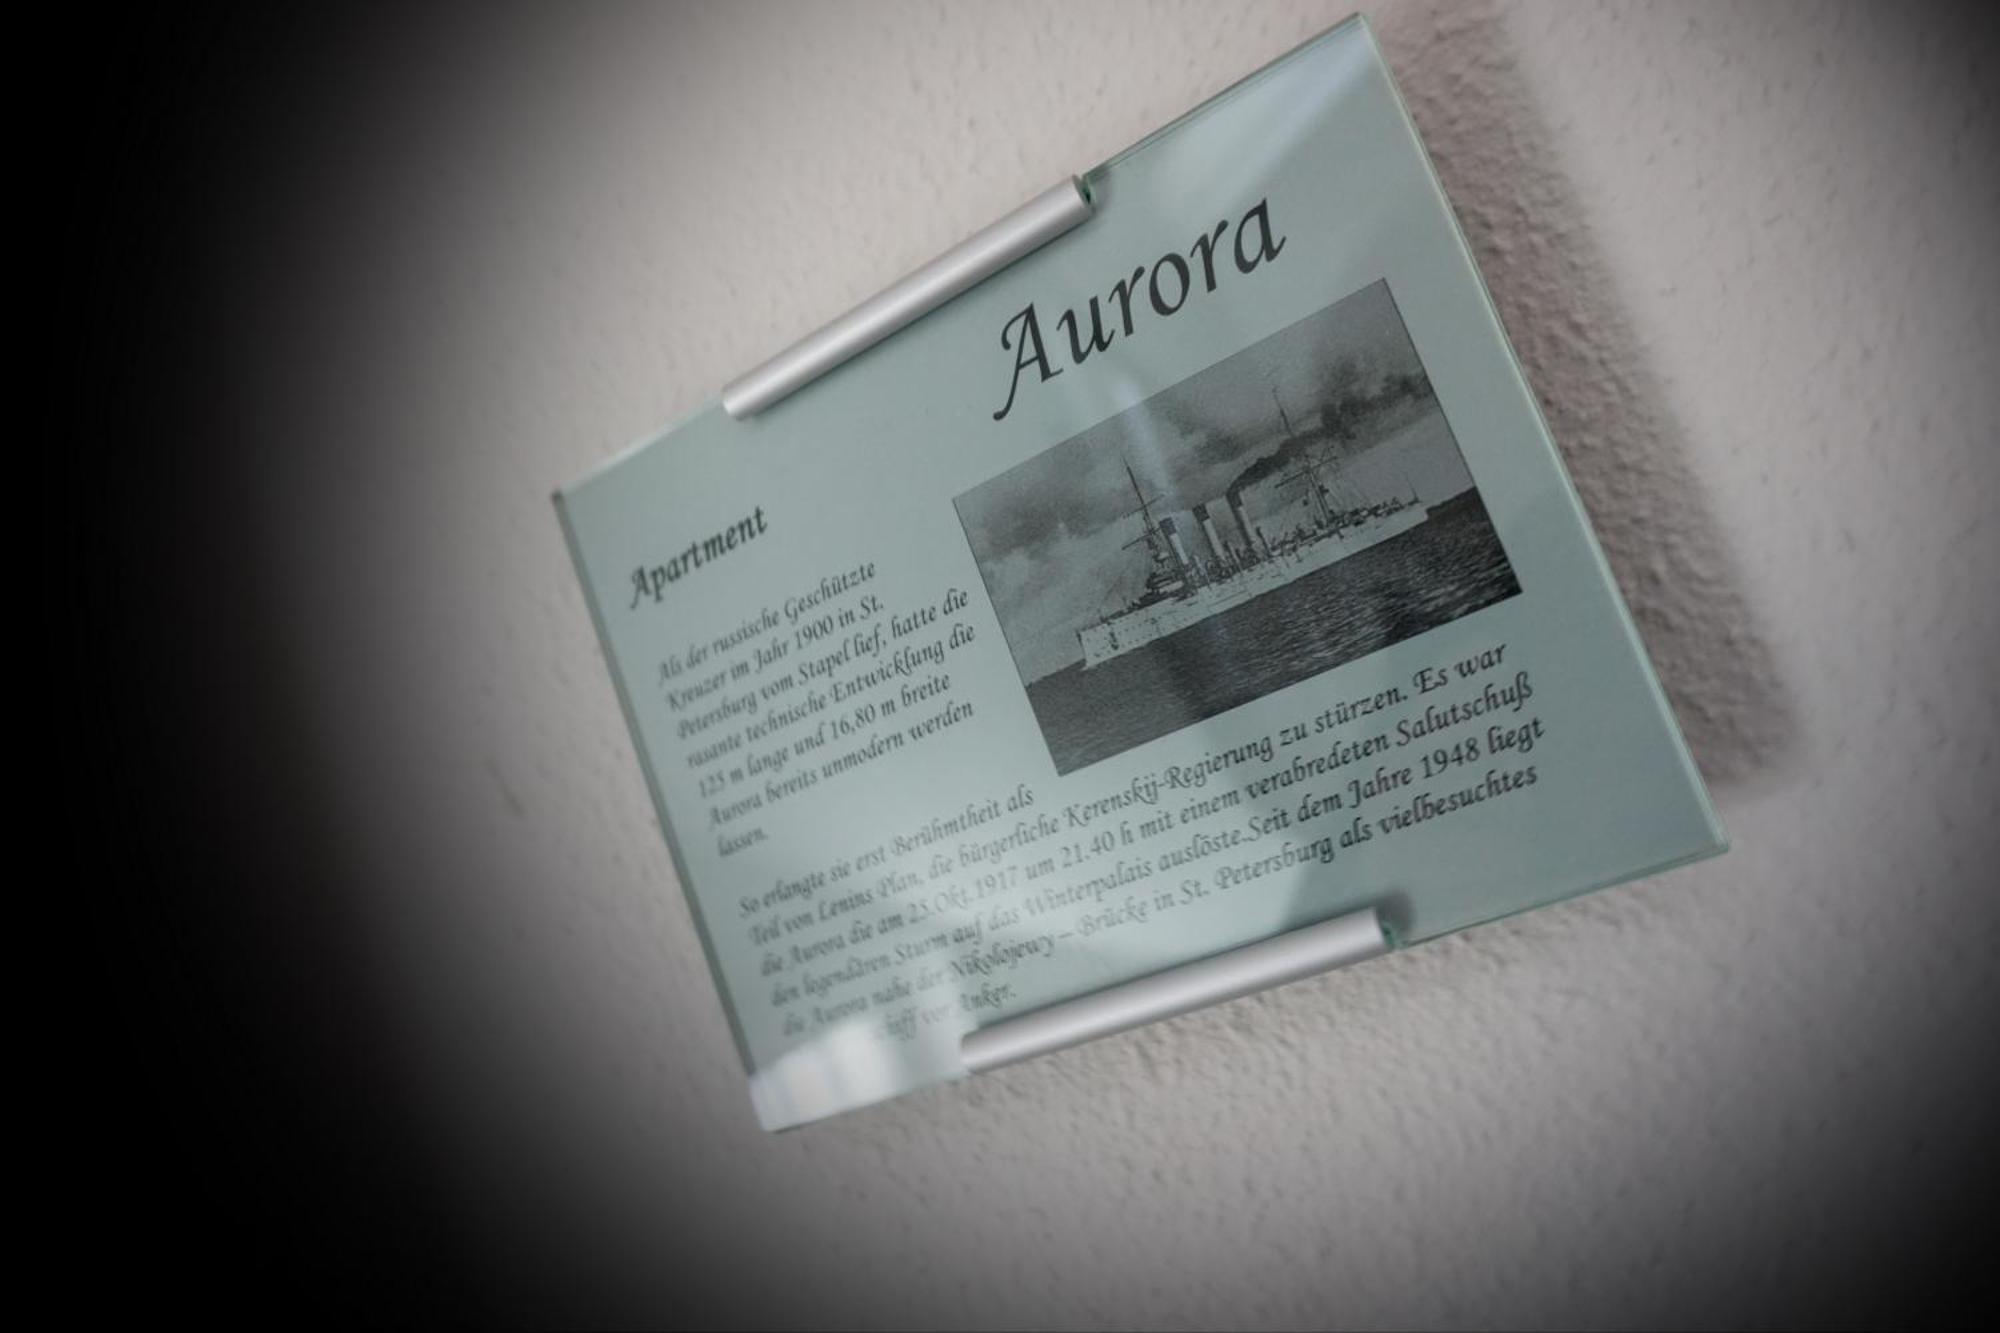 Aurora
Apartment
Als der russische Geschützte
Kreuzer im Jahr 1900 in St.
Petersburg vom Stapel lief, hatte die
rasante technische Entwicklung die
125 m lange und 16,80 m breite
Aurora bereits unmodern werden
lassen.
So erlangte sie erst Berühmtheit als
Teil von Lenins Plan, die bürgerliche Kerenskij-Regierung zu stürzen. Es war
die Aurora die am 25.Okt.1917 um 21.40 h mit einem verabredeten Salutschuß
den legendären Sturm auf das Winterpalais auslöste.Seit dem Jahre 1948 liegt
die Aurora nahe der Nikolojewy – Brücke in St. Petersburg als vielbesuchtes
vor Anker.